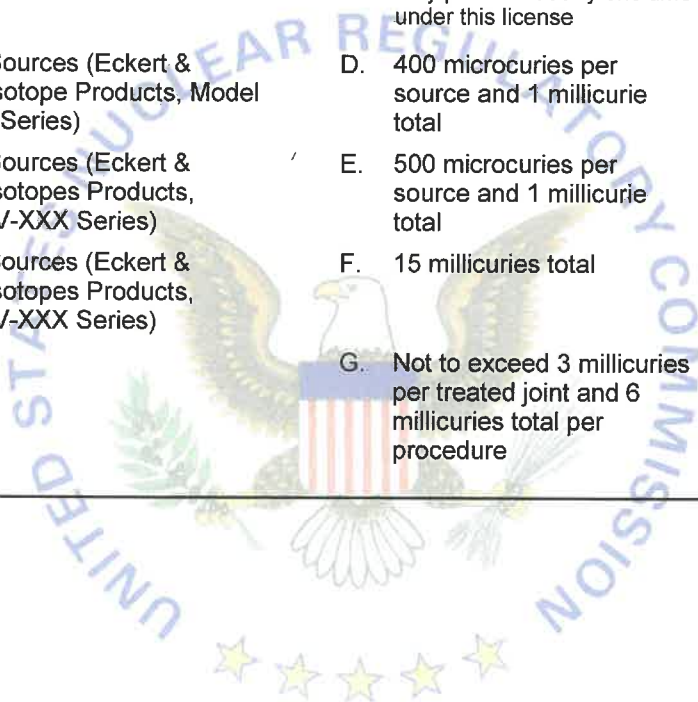 under this license
Sources (Eckert &
sotope Products, Model
Series)
D. 400 microcuries per
source and 1 millicurie
total
Sources (Eckert &
sotopes Products,
V-XXX Series)
E. 500 microcuries per
source and 1 millicurie
total
Sources (Eckert &
sotopes Products,
V-XXX Series)
F. 15 millicuries total
G. Not to exceed 3 millicuries
per treated joint and 6
millicuries total per
procedure
UNITED STATES NUCLEAR REGULATORY COMMISSION